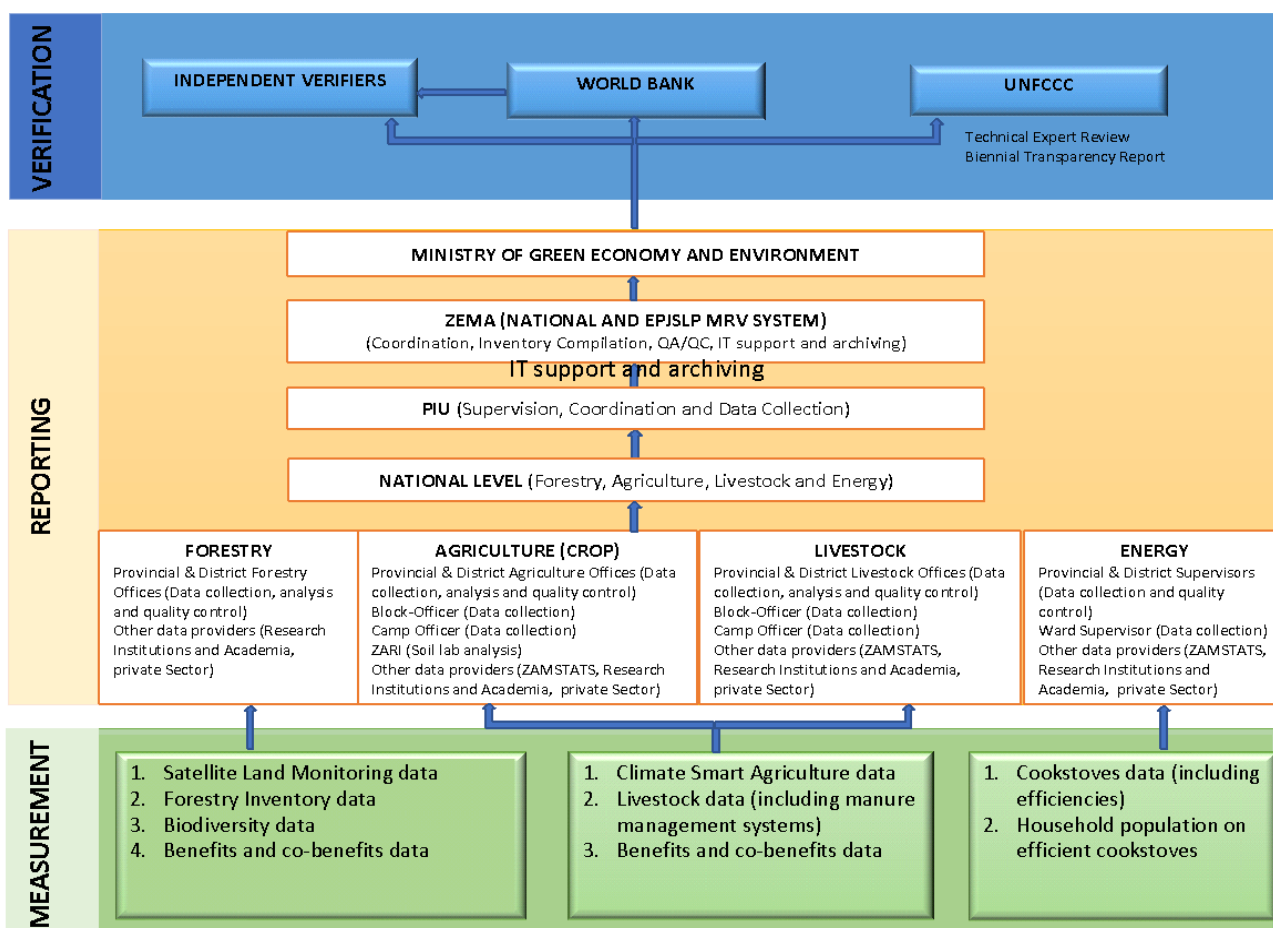 VERIFICATION
INDEPENDENT VERIFIERS
WORLD BANK
UNFCCC
Technical Expert Review
Biennial Transparency Report
REPORTING
MINISTRY OF GREEN ECONOMY AND ENVIRONMENT
ZEMA (NATIONAL AND EPJSLP MRV SYSTEM)
(Coordination, Inventory Compilation, QA/QC, IT support and archiving)
IT support and archiving
PIU (Supervision, Coordination and Data Collection)
NATIONAL LEVEL (Forestry, Agriculture, Livestock and Energy)
FORESTRY
Provincial & District Forestry
Offices (Data collection, analysis
and quality control)
Other data providers (Research
Institutions and Academia,
private Sector)
AGRICULTURE (CROP)
Provincial & District Agriculture Offices (Data
collection, analysis and quality control)
Block-Officer (Data collection)
Camp Officer (Data collection)
ZARI (Soil lab analysis)
Other data providers (ZAMSTATS, Research
Institutions and Academia, private Sector)
LIVESTOCK
Provincial & District Livestock Offices (Data
collection, analysis and quality control)
Block-Officer (Data collection)
Camp Officer (Data collection)
Other data providers (ZAMSTATS,
Research Institutions and Academia,
private Sector)
ENERGY
Provincial & District Supervisors
(Data collection and quality
control)
Ward Supervisor (Data collection)
Other data providers (ZAMSTATS,
Research Institutions and
Academia, private Sector)
MEASUREMENT
1. Satellite Land Monitoring data
2. Forestry Inventory data
3. Biodiversity data
4. Benefits and co-benefits data
1. Climate Smart Agriculture data
2. Livestock data (including manure
management systems)
3. Benefits and co-benefits data
1. Cookstoves data (including
efficiencies)
2. Household population on
efficient cookstoves